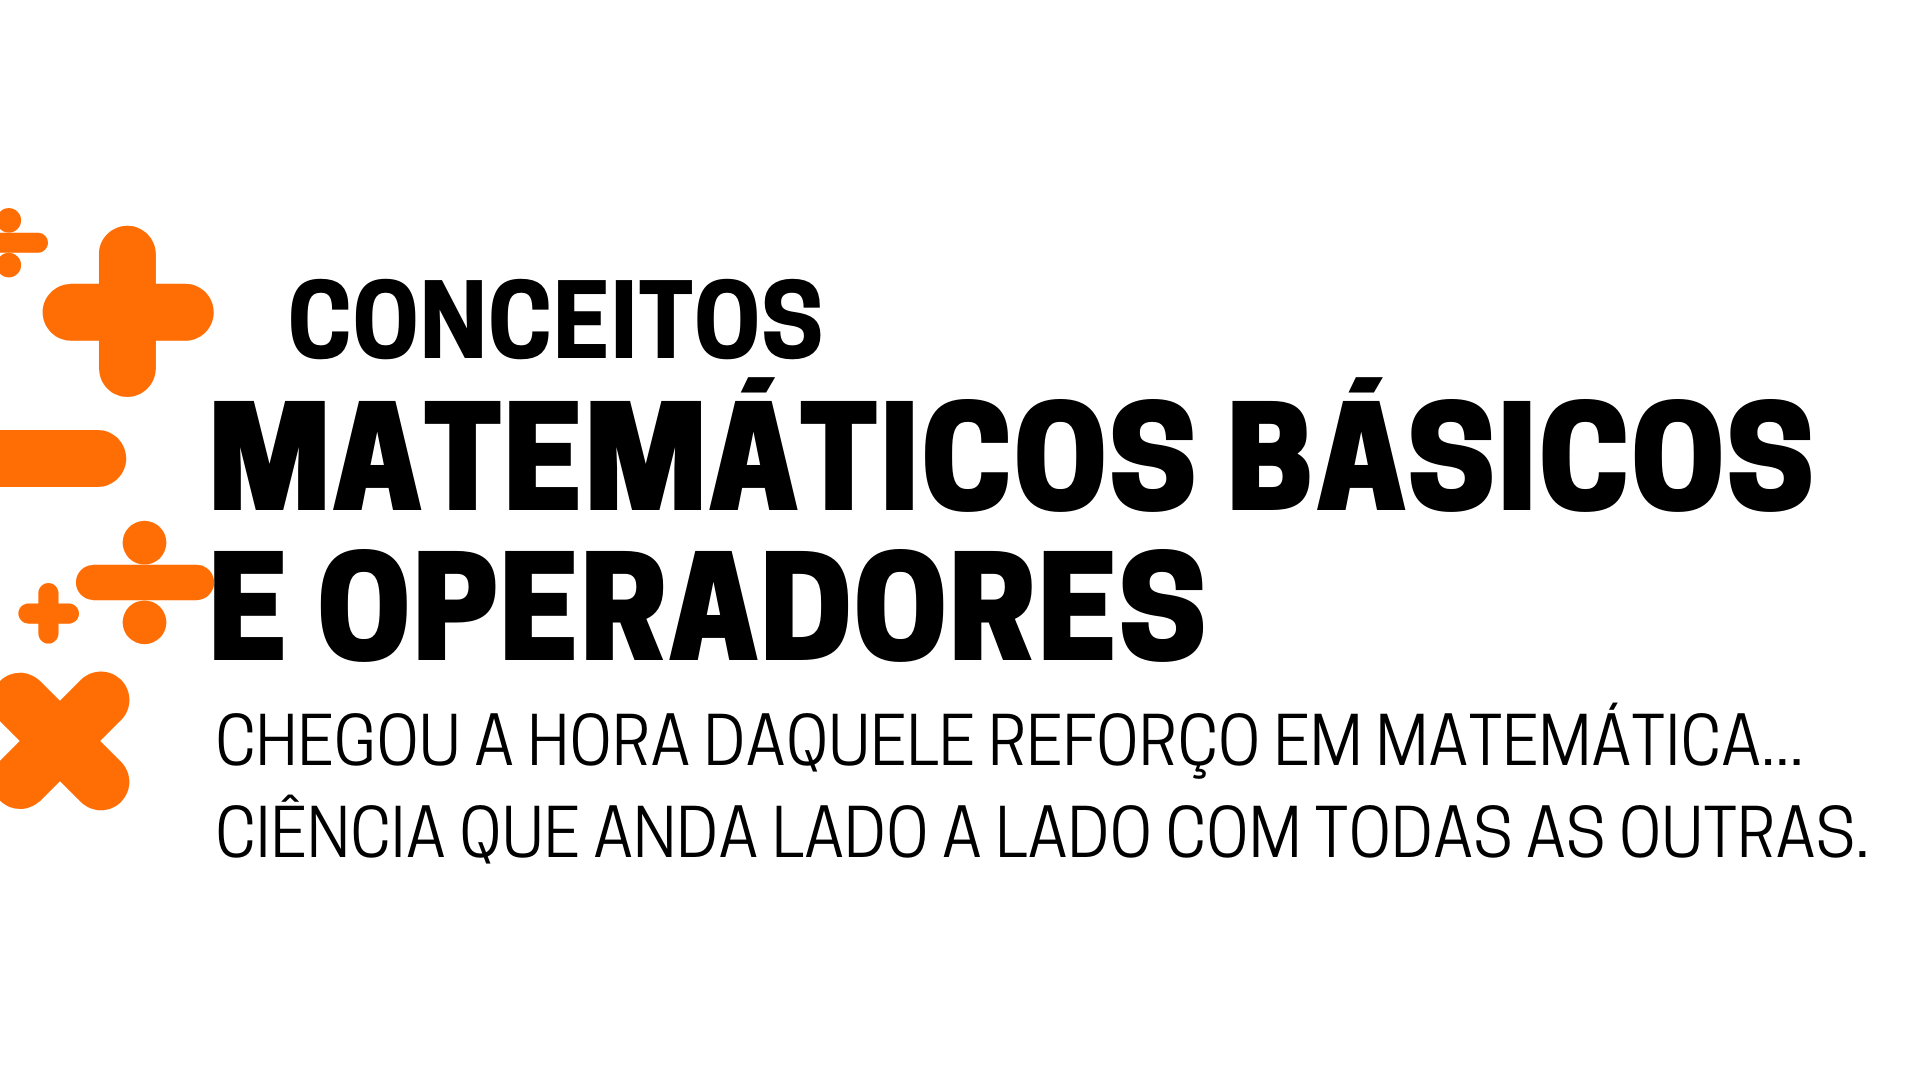 CONCEITOS
MATEMÁTICOS BÁSICOS
E OPERADORES
CHEGOU A HORA DAQUELE REFORÇO EM MATEMÁTICA...
CIÊNCIA QUE ANDA LADO A LADO COM TODAS AS OUTRAS.